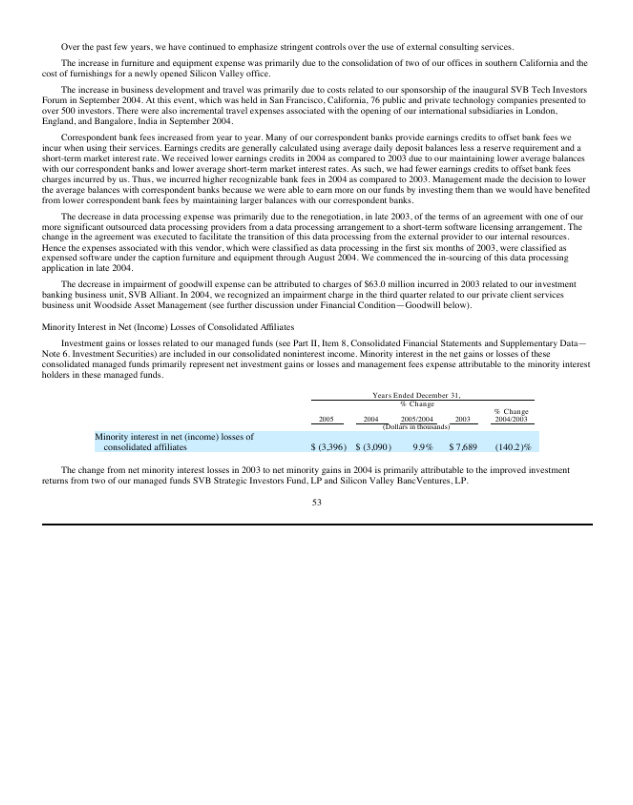 Over the past few years, we have continued to emphasize stringent controls over the use of external consulting services.
The increase in furniture and equipment expense was primarily due to the consolidation of two of our offices in southern California and the
cost of furnishings for a newly opened Silicon Valley office.
The increase in business development and travel was primarily due to costs related to our sponsorship of the inaugural SVB Tech Investors
Forum in September 2004. At this event, which was held in San Francisco, California, 76 public and private technology companies presented to
over 500 investors. There were also incremental travel expenses associated with the opening of our international subsidiaries in London,
England, and Bangalore, India in September 2004.
Correspondent bank fees increased from year to year. Many of our correspondent banks provide earnings credits to offset bank fees we
incur when using their services. Earnings credits are generally calculated using average daily deposit balances less a reserve requirement and a
short-term market interest rate. We received lower earnings credits in 2004 as compared to 2003 due to our maintaining lower average balances
with our correspondent banks and lower average short-term market interest rates. As such, we had fewer earnings credits to offset bank fees
charges incurred by us. Thus, we incurred higher recognizable bank fees in 2004 as compared to 2003. Management made the decision to lower
the average balances with correspondent banks because we were able to earn more on our funds by investing them than we would have benefited
from lower correspondent bank fees by maintaining larger balances with our correspondent banks.
The decrease in data processing expense was primarily due to the renegotiation, in late 2003, of the terms of an agreement with one of our
more significant outsourced data processing providers from a data processing arrangement to a short-term software licensing arrangement. The
change in the agreement was executed to facilitate the transition of this data processing from the external provider to our internal resources.
Hence the expenses associated with this vendor, which were classified as data processing in the first six months of 2003, were classified as
expensed software under the caption furniture and equipment through August 2004. We commenced the in-sourcing of this data processing
application in late 2004.
The decrease in impairment of goodwill expense can be attributed to charges of $63.0 million incurred in 2003 related to our investment
banking business unit, SVB Alliant. In 2004, we recognized an impairment charge in the third quarter related to our private client services
business unit Woodside Asset Management (see further discussion under Financial Condition—Goodwill below).
Minority Interest in Net (Income) Losses of Consolidated Affiliates
Investment gains or losses related to our managed funds (see Part II, Item 8, Consolidated Financial Statements and Supplementary Data—
Note 6. Investment Securities) are included in our consolidated noninterest income. Minority interest in the net gains or losses of these
consolidated managed funds primarily represent net investment gains or losses and management fees expense attributable to the minority interest
holders in these managed funds.
Years Ended December 31,
% Change % Change
2005 2004 2005/2004 2003 2004/2003
(Dollars in thousands)
Minority interest in net (income) losses of
consolidated affiliates $ (3,396) $ (3,090) 9.9% $ 7,689 (140.2)%
The change from net minority interest losses in 2003 to net minority gains in 2004 is primarily attributable to the improved investment
returns from two of our managed funds SVB Strategic Investors Fund, LP and Silicon Valley BancVentures, LP.
53